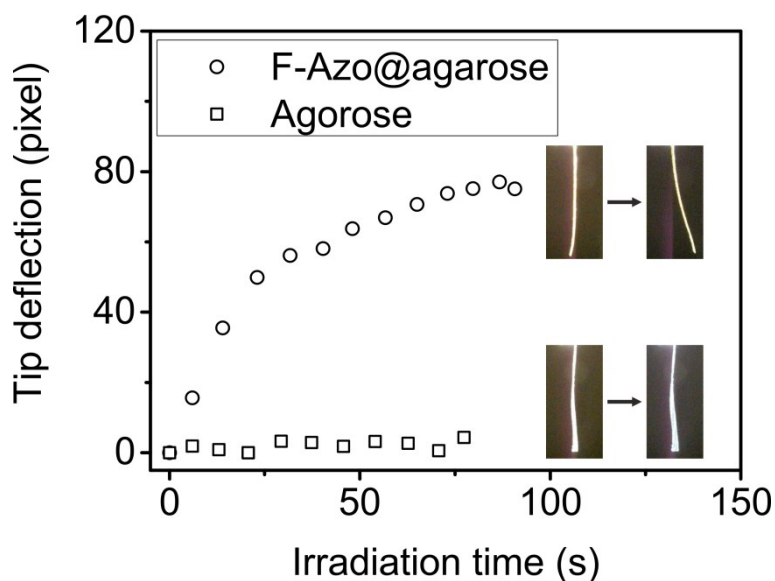 120
80
40
0
Tip deflection (pixel)
F-Azo@agarose
Agorose
0 50 100 150
Irradiation time (s)